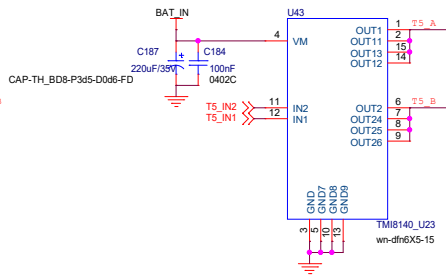 BAT_IN
U43
4
VM
OUT1
1
T5_A
OUT11
2
OUT13
15
OUT12
14
C187
C184
220uF/35V
100nF
CAP-TH_BD8-P3d5-D0d6-FD
0402C
T5_IN2
11
IN2
T5_IN1
12
IN1
OUT2
6
T5_B
OUT24
7
OUT25
8
OUT26
9
GND
GND7
GND8
GND9
3
5
10
13
TMI8140_U23
wn-dfn6X5-15